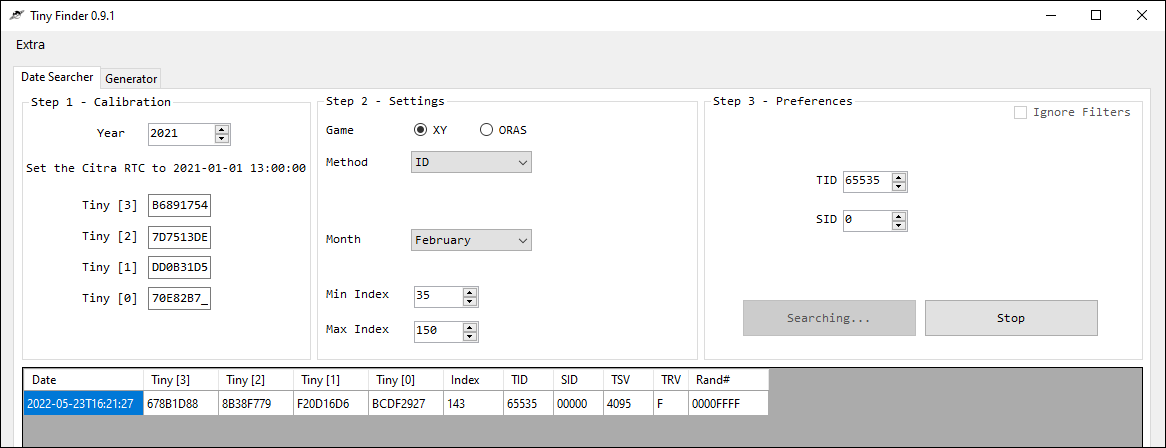 Tiny Finder 0.9.1
Extra
Date Searcher Generator
Step 1 - Calibration
Year 2021
Set the Citra RTC to 2021-01-01 13:00:00
Tiny [3] B6891754
Tiny [2] 7D7513DE
Tiny [1] DD0B31D5
Tiny [0] 70E82B7_
Step 2 - Settings
Game XY ORAS
Method ID
Month February
Min Index 35
Max Index 150
Step 3 - Preferences
Ignore Filters
TID 65535
SID 0
Searching... Stop
Date Tiny [3] Tiny [2] Tiny [1] Tiny [0] Index TID SID TSV TRV Rand#
2022-05-23T16:21:27 678B1D88 8B38F779 F20D16D6 BCDF2927 143 65535 00000 4095 F 0000FFFF